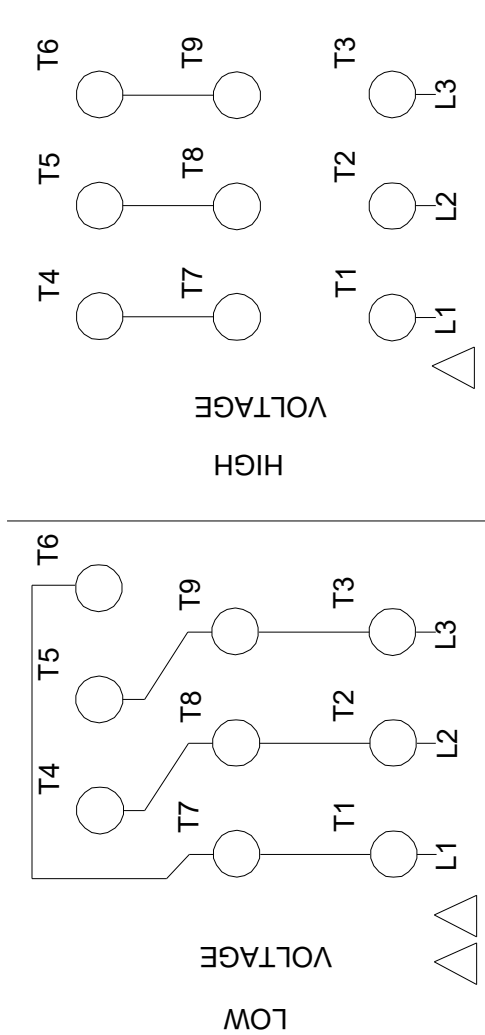 T6 T9 T3
L3
T5 T8 T2
L2
T4 T7 T1
L1
VOLTAGE
HIGH
T6
T9 T3
L3
T5
T8 T2
L2
T4
T7 T1
L1
VOLTAGE
LOW